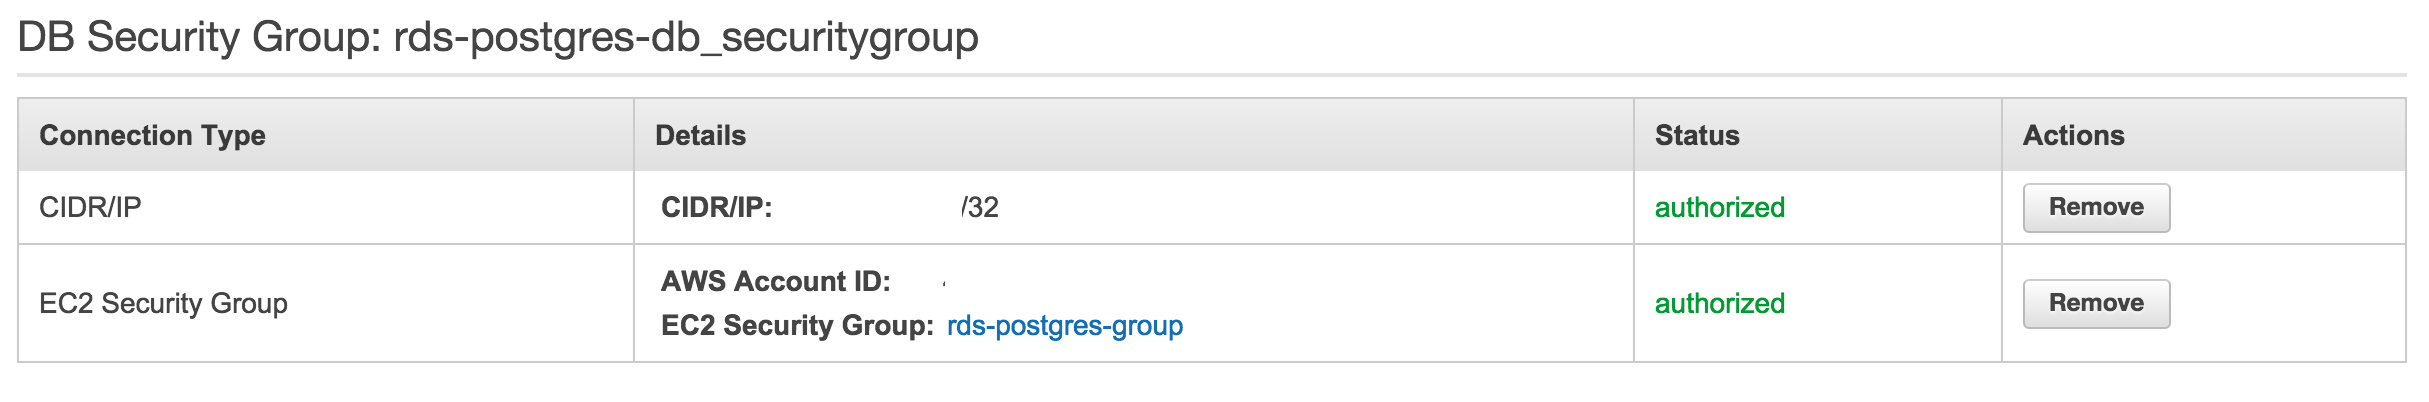 DB Security Group: rds-postgres-db_securitygroup
Connection Type Details Status Actions
CIDR/IP CIDR/IP: /32 authorized Remove
AWS Account ID:
EC2 Security Group authorized Remove
EC2 Security Group: rds-postgres-group